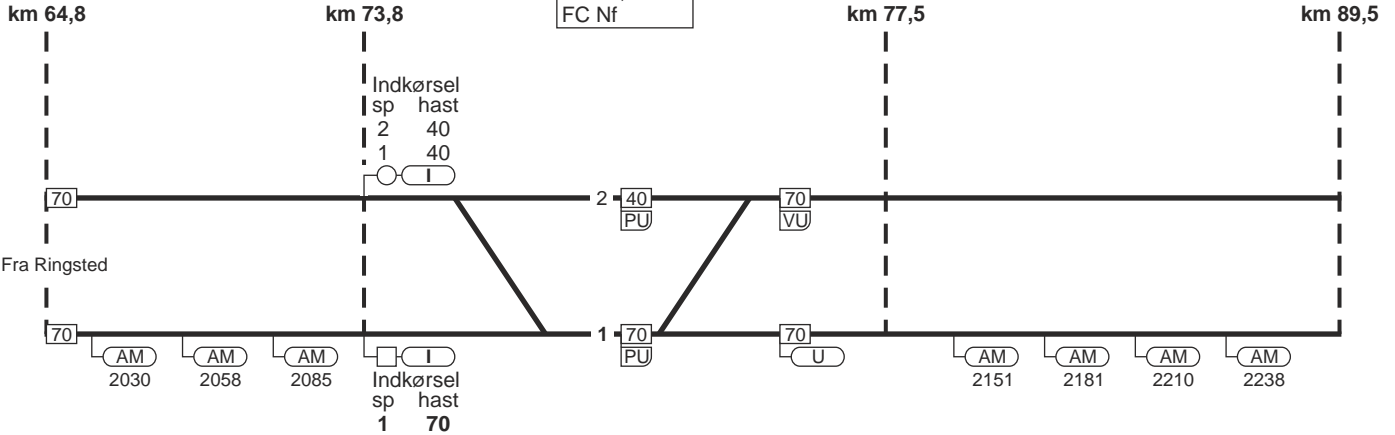 FC Nf
km 64,8 km 73,8 km 77,5 km 89,5
Indkørsel
sp hast
2 40
1 40
I
70 2 40 70
PU VU
Fra Ringsted
70 1 70 70
AM AM AM I PU U AM AM AM AM
2030 2058 2085 2151 2181 2210 2238
Indkørsel
sp hast
1 70